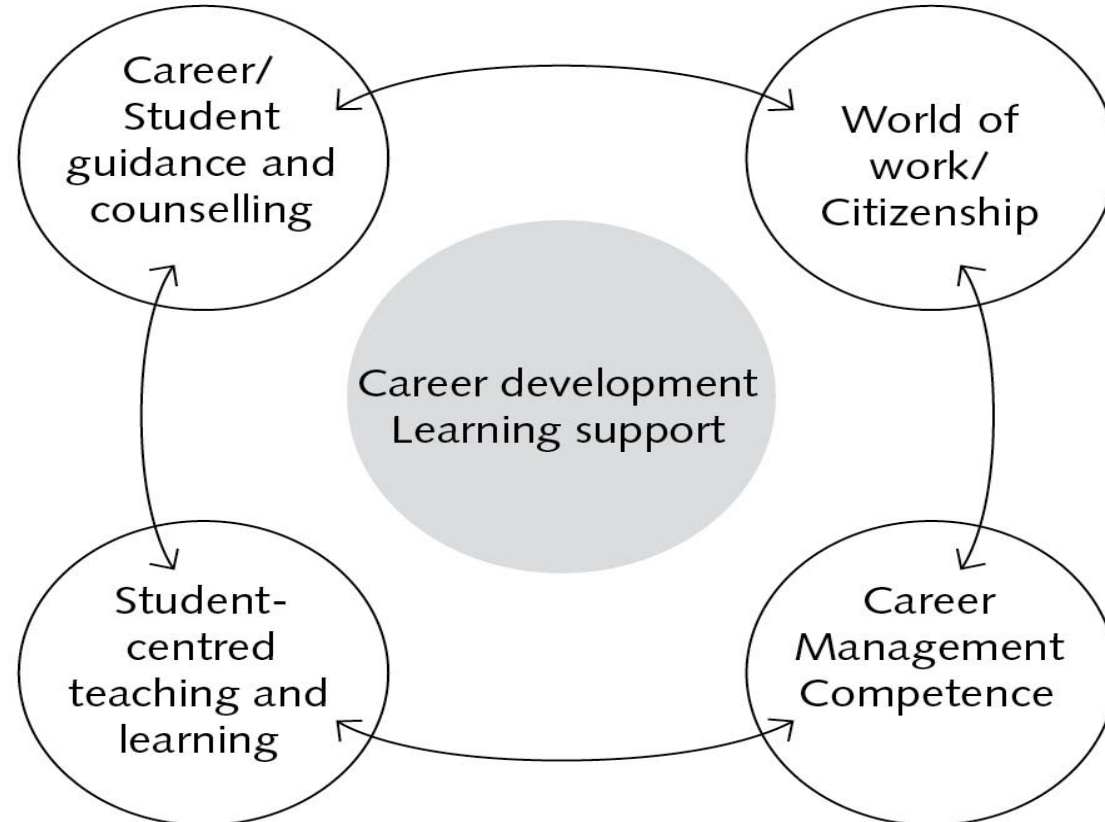 Career/
Student
guidance and
counselling
World of
work/
Citizenship
Career development
Learning support
Student-
centred
teaching and
learning
Career
Management
Competence